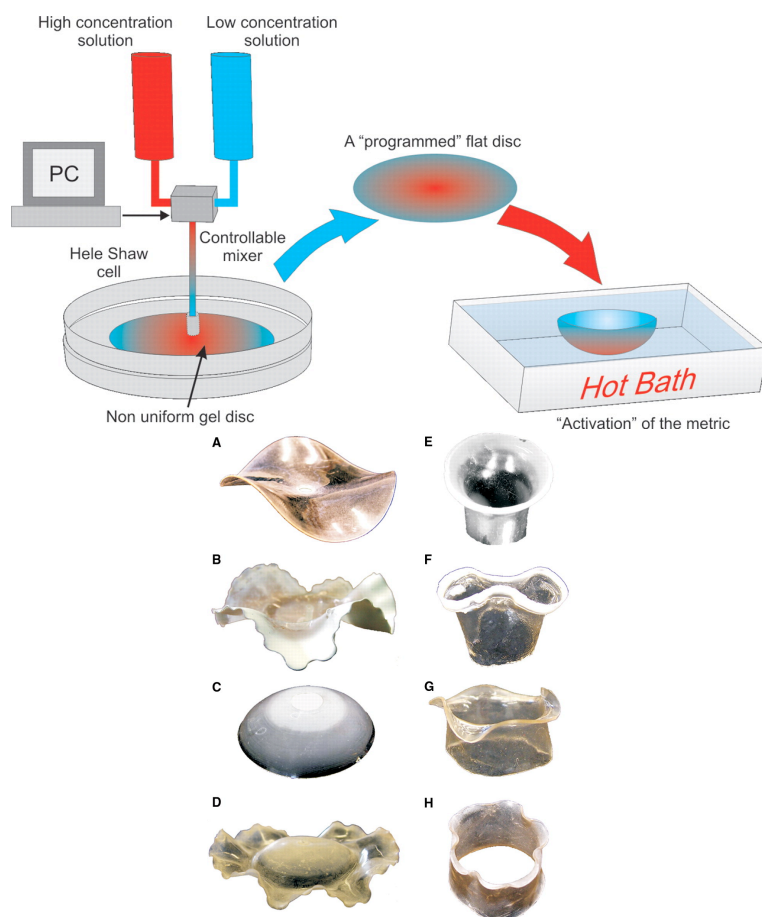 High concentration
solution
Low concentration
solution
PC
A “programmed” flat disc
Controllable
mixer
Hele Shaw
cell
Non uniform gel disc
Hot Bath
“Activation” of the metric
A
E
B
F
C
G
D
H